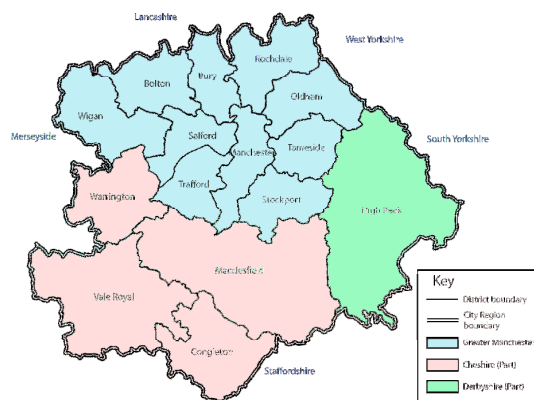 Lancashire
West Yorkshire
Rochdale
Bury
Bolton
Oldham
Wigan
Salford
Merseyside
South Yorkshire
Manchester
Tameside
Trafford
Stockport
Warrington
High Peak
Macclesfield
Vale Royal
Congleton
Staffordshire
Key
District boundary
City Region
boundary
Greater Manchester
Cheshire (Part)
Derbyshire (Part)